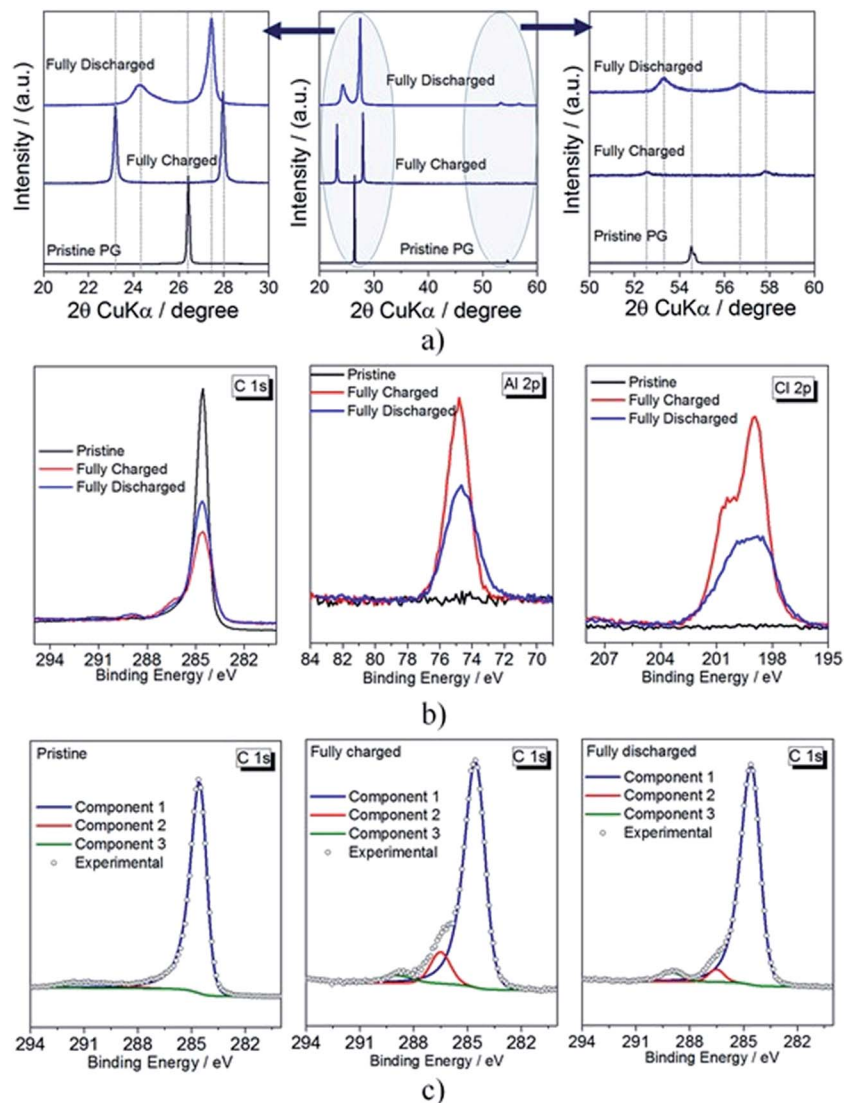 Intensity / (a.u.)
Fully Discharged
Fully Charged
Pristine PG
20 22 24 26 28 30
2θ CuKα / degree
Intensity / (a.u.)
Fully Discharged
Fully Charged
Pristine PG
20 30 40 50 60
2θ CuKα / degree
Intensity / (a.u.)
Fully Discharged
Fully Charged
Pristine PG
50 52 54 56 58 60
2θ CuKα / degree
a)
C 1s
Pristine
Fully Charged
Fully Discharged
294 291 288 284 280
Binding Energy / eV
Al 2p
Pristine
Fully Charged
Fully Discharged
84 82 80 78 76 74 72 70
Binding Energy / eV
Cl 2p
Pristine
Fully Charged
Fully Discharged
207 204 201 198 195
Binding Energy / eV
b)
Pristine
C 1s
Component 1
Component 2
Component 3
Experimental
294 291 288 285 282
Binding Energy / eV
Fully charged
C 1s
Component 1
Component 2
Component 3
Experimental
294 291 288 285 282
Binding Energy / eV
Fully discharged
C 1s
Component 1
Component 2
Component 3
Experimental
294 291 288 285 282
Binding Energy / eV
c)